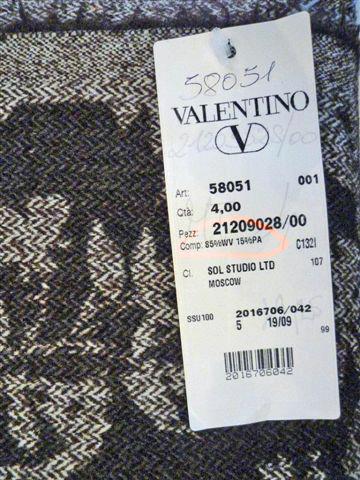 58051
VALENTINO
V
Art: 58051 001
Qtà: 4,00
Pezz: 21209028/00
Comp: 85%WV 15%PA C132I
Cl. SOL STUDIO LTD 107
MOSCOW
SSU100 2016706/042
5 19/09 99
2016706042